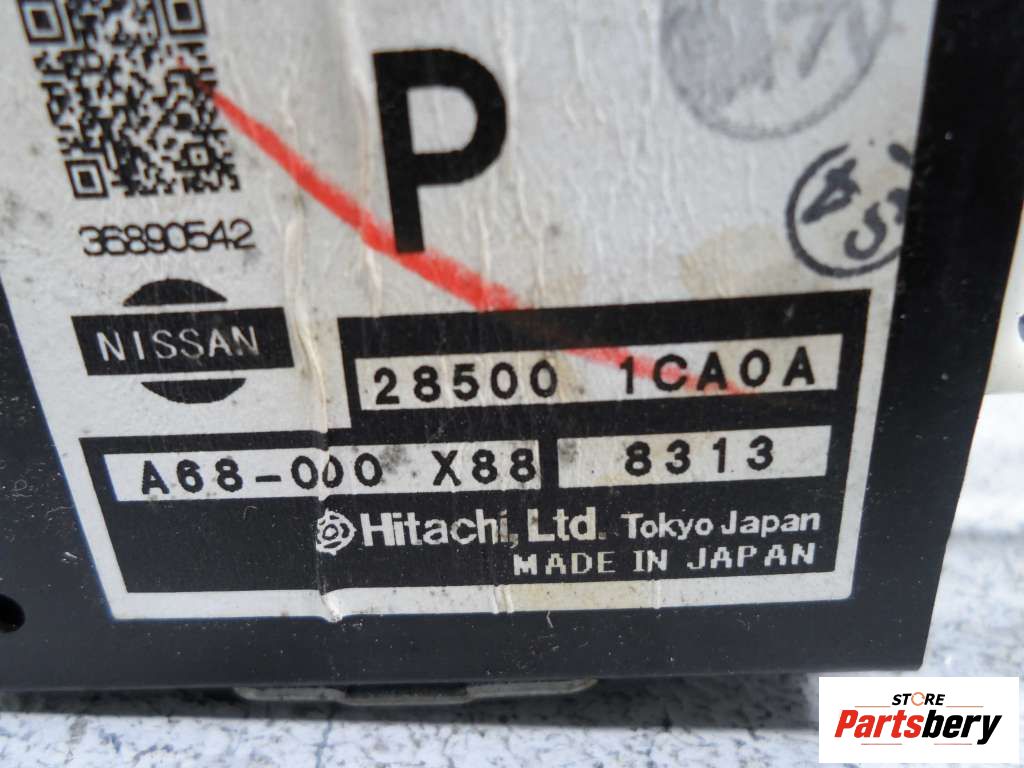 P
36890542
NISSAN
28500 1CA0A
A68-000 X88 8313
Hitachi, Ltd. Tokyo Japan
MADE IN JAPAN
STORE
Partsbery